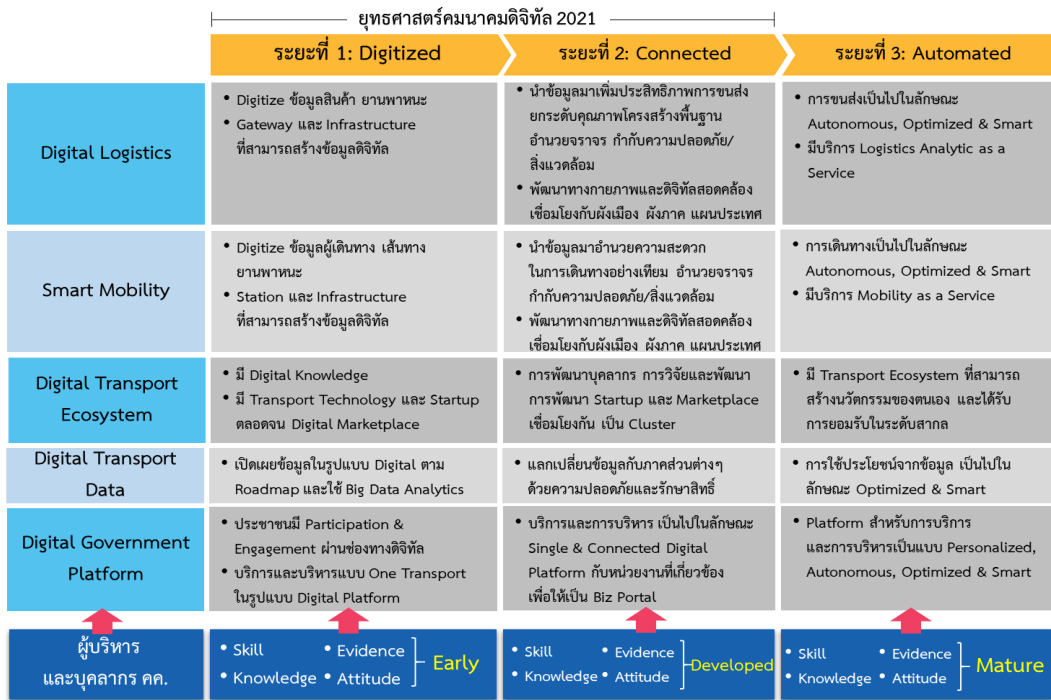 ยุทธศาสตร์คมนาคมดิจิทัล 2021
ระยะที่ 1: Digitized
ระยะที่ 2: Connected
ระยะที่ 3: Automated
Digital Logistics
• Digitize ข้อมูลสินค้า ยานพาหนะ
• Gateway และ Infrastructure
ที่สามารถสร้างข้อมูลดิจิทัล
• นำข้อมูลมาเพิ่มประสิทธิภาพการขนส่ง
ยกระดับคุณภาพโครงสร้างพื้นฐาน
อำนวยจราจร กำกับความปลอดภัย/
สิ่งแวดล้อม
• พัฒนาทางกายภาพและดิจิทัลสอดคล้อง
เชื่อมโยงกับผังเมือง ผังภาค แผนประเทศ
• การขนส่งเป็นไปในลักษณะ
Autonomous, Optimized & Smart
• มีบริการ Logistics Analytic as a
Service
Smart Mobility
• Digitize ข้อมูลผู้เดินทาง เส้นทาง
ยานพาหนะ
• Station และ Infrastructure
ที่สามารถสร้างข้อมูลดิจิทัล
• นำข้อมูลมาอำนวยความสะดวก
ในการเดินทางอย่างเทียม อำนวยจราจร
กำกับความปลอดภัย/สิ่งแวดล้อม
• พัฒนาทางกายภาพและดิจิทัลสอดคล้อง
เชื่อมโยงกับผังเมือง ผังภาค แผนประเทศ
• การเดินทางเป็นไปในลักษณะ
Autonomous, Optimized & Smart
• มีบริการ Mobility as a Service
Digital Transport
Ecosystem
• มี Digital Knowledge
• มี Transport Technology และ Startup
ตลอดจน Digital Marketplace
• การพัฒนาบุคลากร การวิจัยและพัฒนา
การพัฒนา Startup และ Marketplace
เชื่อมโยงกัน เป็น Cluster
• มี Transport Ecosystem ที่สามารถ
สร้างนวัตกรรมของตนเอง และได้รับ
การยอมรับในระดับสากล
Digital Transport
Data
• เปิดเผยข้อมูลในรูปแบบ Digital ตาม
Roadmap และใช้ Big Data Analytics
• แลกเปลี่ยนข้อมูลกับภาคส่วนต่างๆ
ด้วยความปลอดภัยและรักษาสิทธิ์
• การใช้ประโยชน์จากข้อมูล เป็นไปใน
ลักษณะ Optimized & Smart
Digital Government
Platform
• ประชาชนมี Participation &
Engagement ผ่านช่องทางดิจิทัล
• บริการและบริหารแบบ One Transport
ในรูปแบบ Digital Platform
• บริการและการบริหาร เป็นไปในลักษณะ
Single & Connected Digital
Platform กับหน่วยงานที่เกี่ยวข้อง
เพื่อให้เป็น Biz Portal
• Platform สำหรับการบริการ
และการบริหารเป็นแบบ Personalized,
Autonomous, Optimized & Smart
ผู้บริหาร
และบุคลากร คค.
• Skill • Evidence
• Knowledge • Attitude
Early
• Skill • Evidence
• Knowledge • Attitude
Developed
• Skill • Evidence
• Knowledge • Attitude
Mature